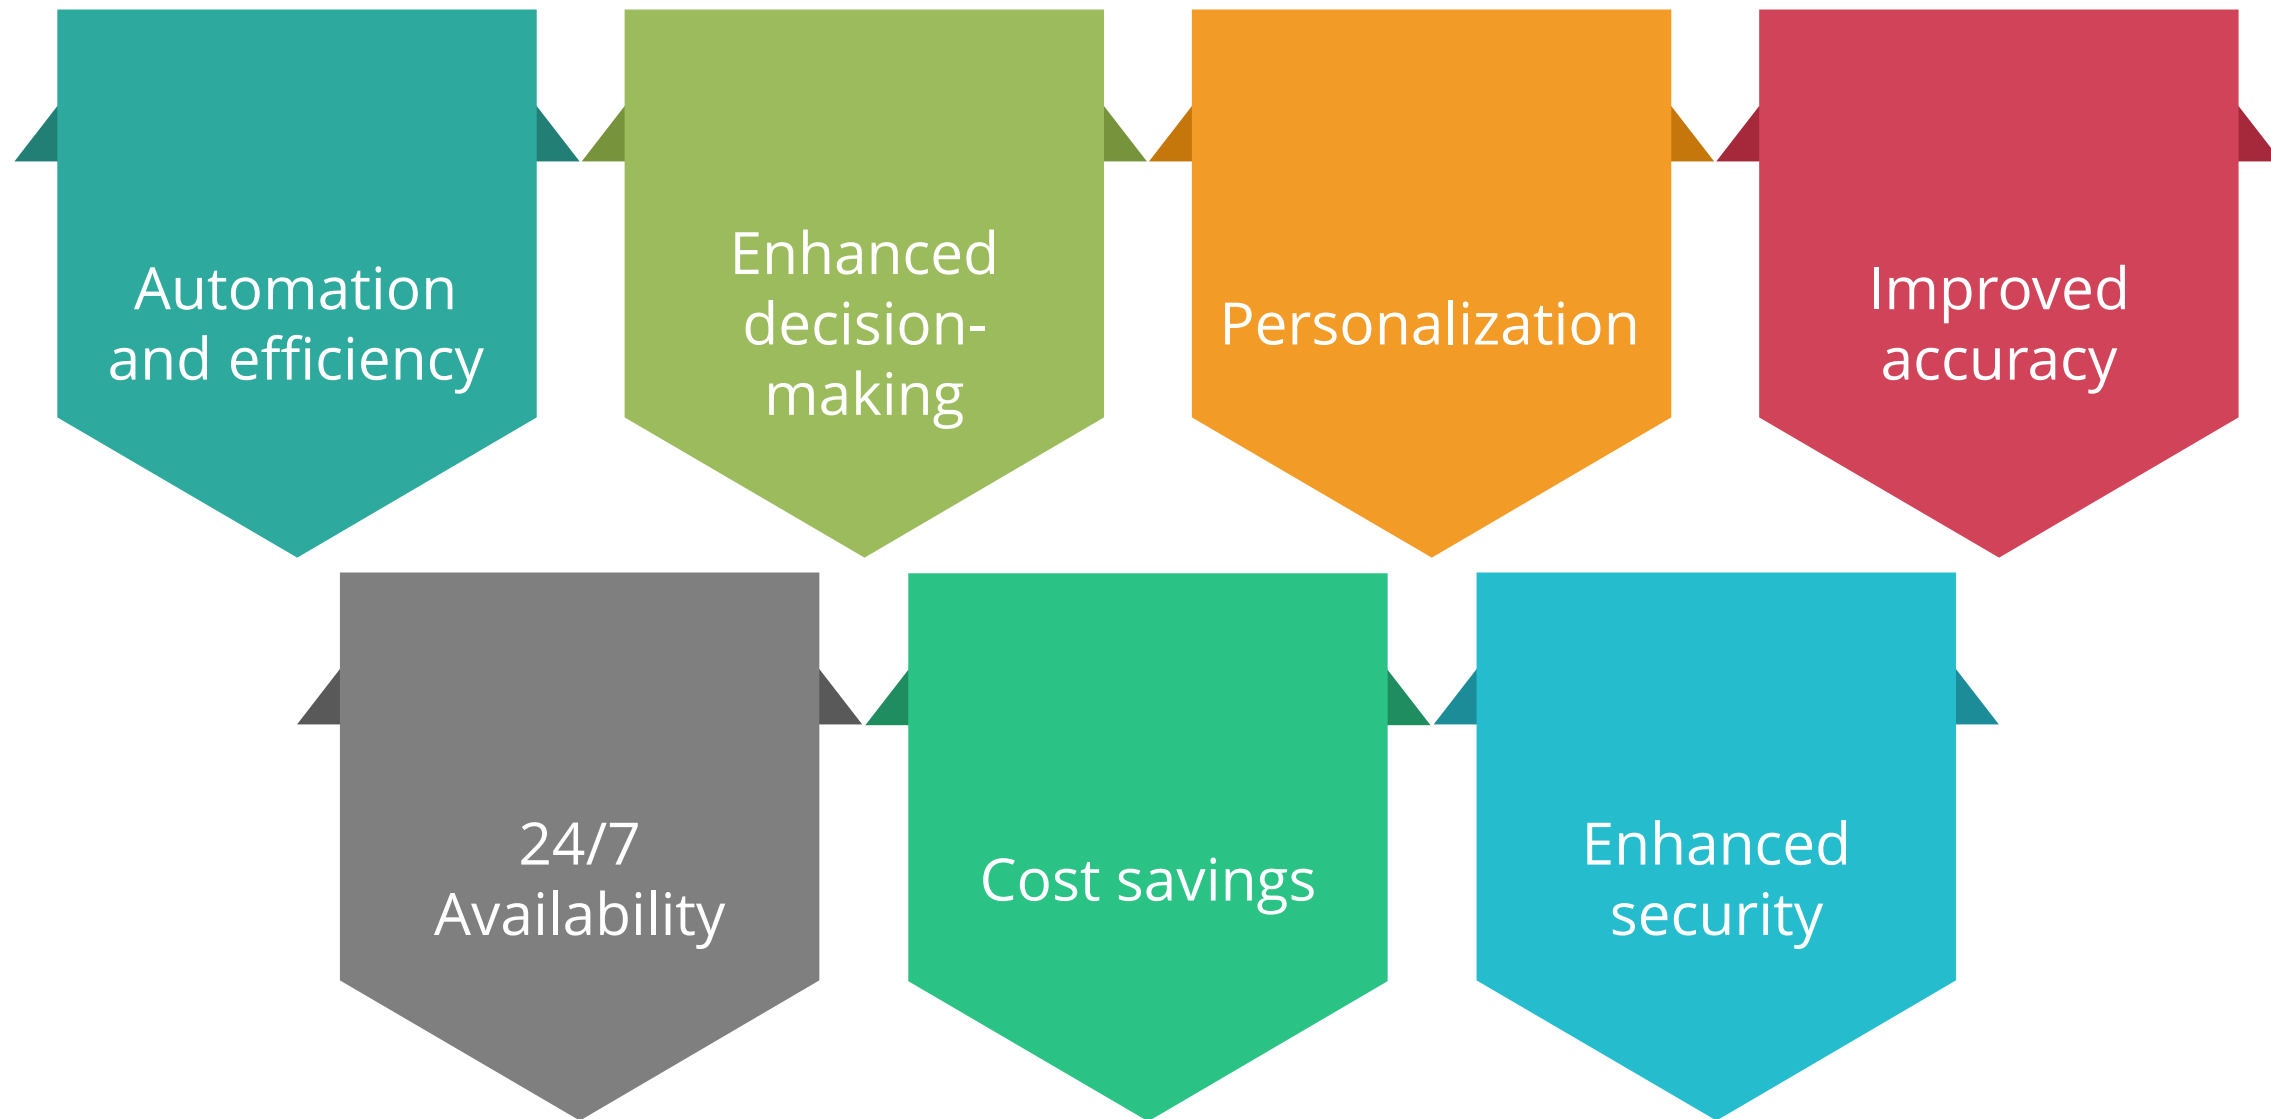 Automation
and efficiency
Enhanced
decision-
making
Personalization
Improved
accuracy
24/7
Availability
Cost savings
Enhanced
security